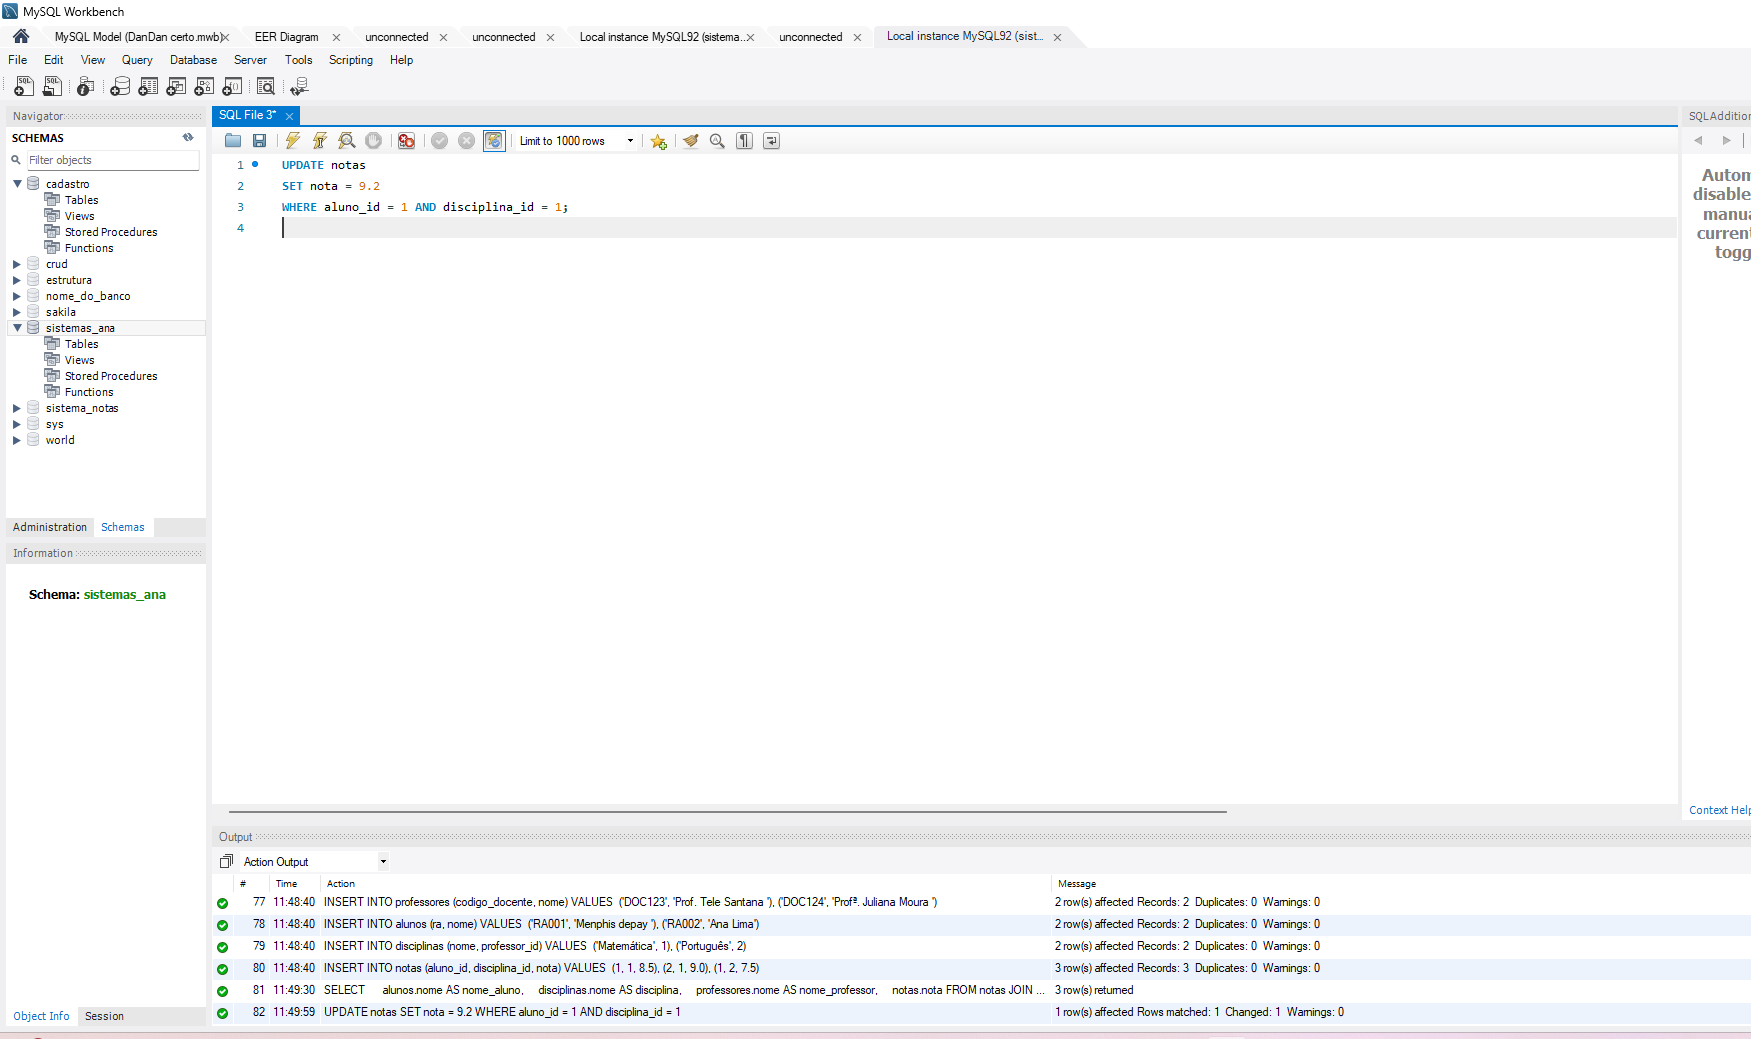 MySQL Workbench
MySQL Model (DanDan certo.mwb)
EER Diagram
unconnected
unconnected
Local instance MySQL92 (sistema...
unconnected
Local instance MySQL92 (sist...
File Edit View Query Database Server Tools Scripting Help
Navigator
SCHEMAS
Filter objects
cadastro
Tables
Views
Stored Procedures
Functions
crud
estrutura
nome_do_banco
sakila
sistemas_ana
Tables
Views
Stored Procedures
Functions
sistema_notas
sys
world
Administration Schemas
Information
Schema: sistemas_ana
Object Info Session
SQL File 3*
Limit to 1000 rows
1 UPDATE notas
2 SET nota = 9.2
3 WHERE aluno_id = 1 AND disciplina_id = 1;
4
SQLAddition
Autom
disable
manua
current
togg
Context Help
Output
Action Output
# Time Action Message
77 11:48:40 INSERT INTO professores (codigo_docente, nome) VALUES ('DOC123', 'Prof. Tele Santana '), ('DOC124', 'Profª. Juliana Moura ') 2 row(s) affected Records: 2 Duplicates: 0 Warnings: 0
78 11:48:40 INSERT INTO alunos (ra, nome) VALUES ('RA001', 'Menphis depay '), ('RA002', 'Ana Lima') 2 row(s) affected Records: 2 Duplicates: 0 Warnings: 0
79 11:48:40 INSERT INTO disciplinas (nome, professor_id) VALUES ('Matemática', 1), ('Português', 2) 2 row(s) affected Records: 2 Duplicates: 0 Warnings: 0
80 11:48:40 INSERT INTO notas (aluno_id, disciplina_id, nota) VALUES (1, 1, 8.5), (2, 1, 9.0), (1, 2, 7.5) 3 row(s) affected Records: 3 Duplicates: 0 Warnings: 0
81 11:49:30 SELECT alunos.nome AS nome_aluno, disciplinas.nome AS disciplina, professores.nome AS nome_professor, notas.nota FROM notas JOIN ... 3 row(s) returned
82 11:49:59 UPDATE notas SET nota = 9.2 WHERE aluno_id = 1 AND disciplina_id = 1 1 row(s) affected Rows matched: 1 Changed: 1 Warnings: 0